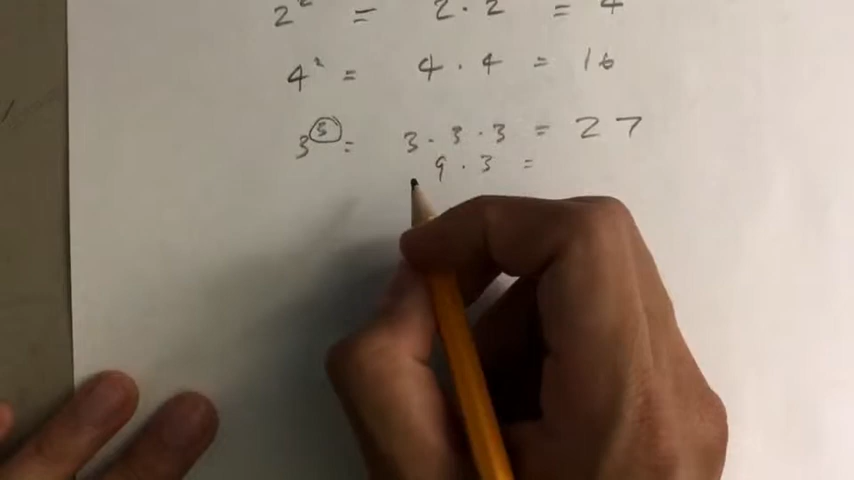 2² = 2 · 2 = 4
4² = 4 · 4 = 16
3³ = 3 · 3 · 3 = 27
9 · 3 =